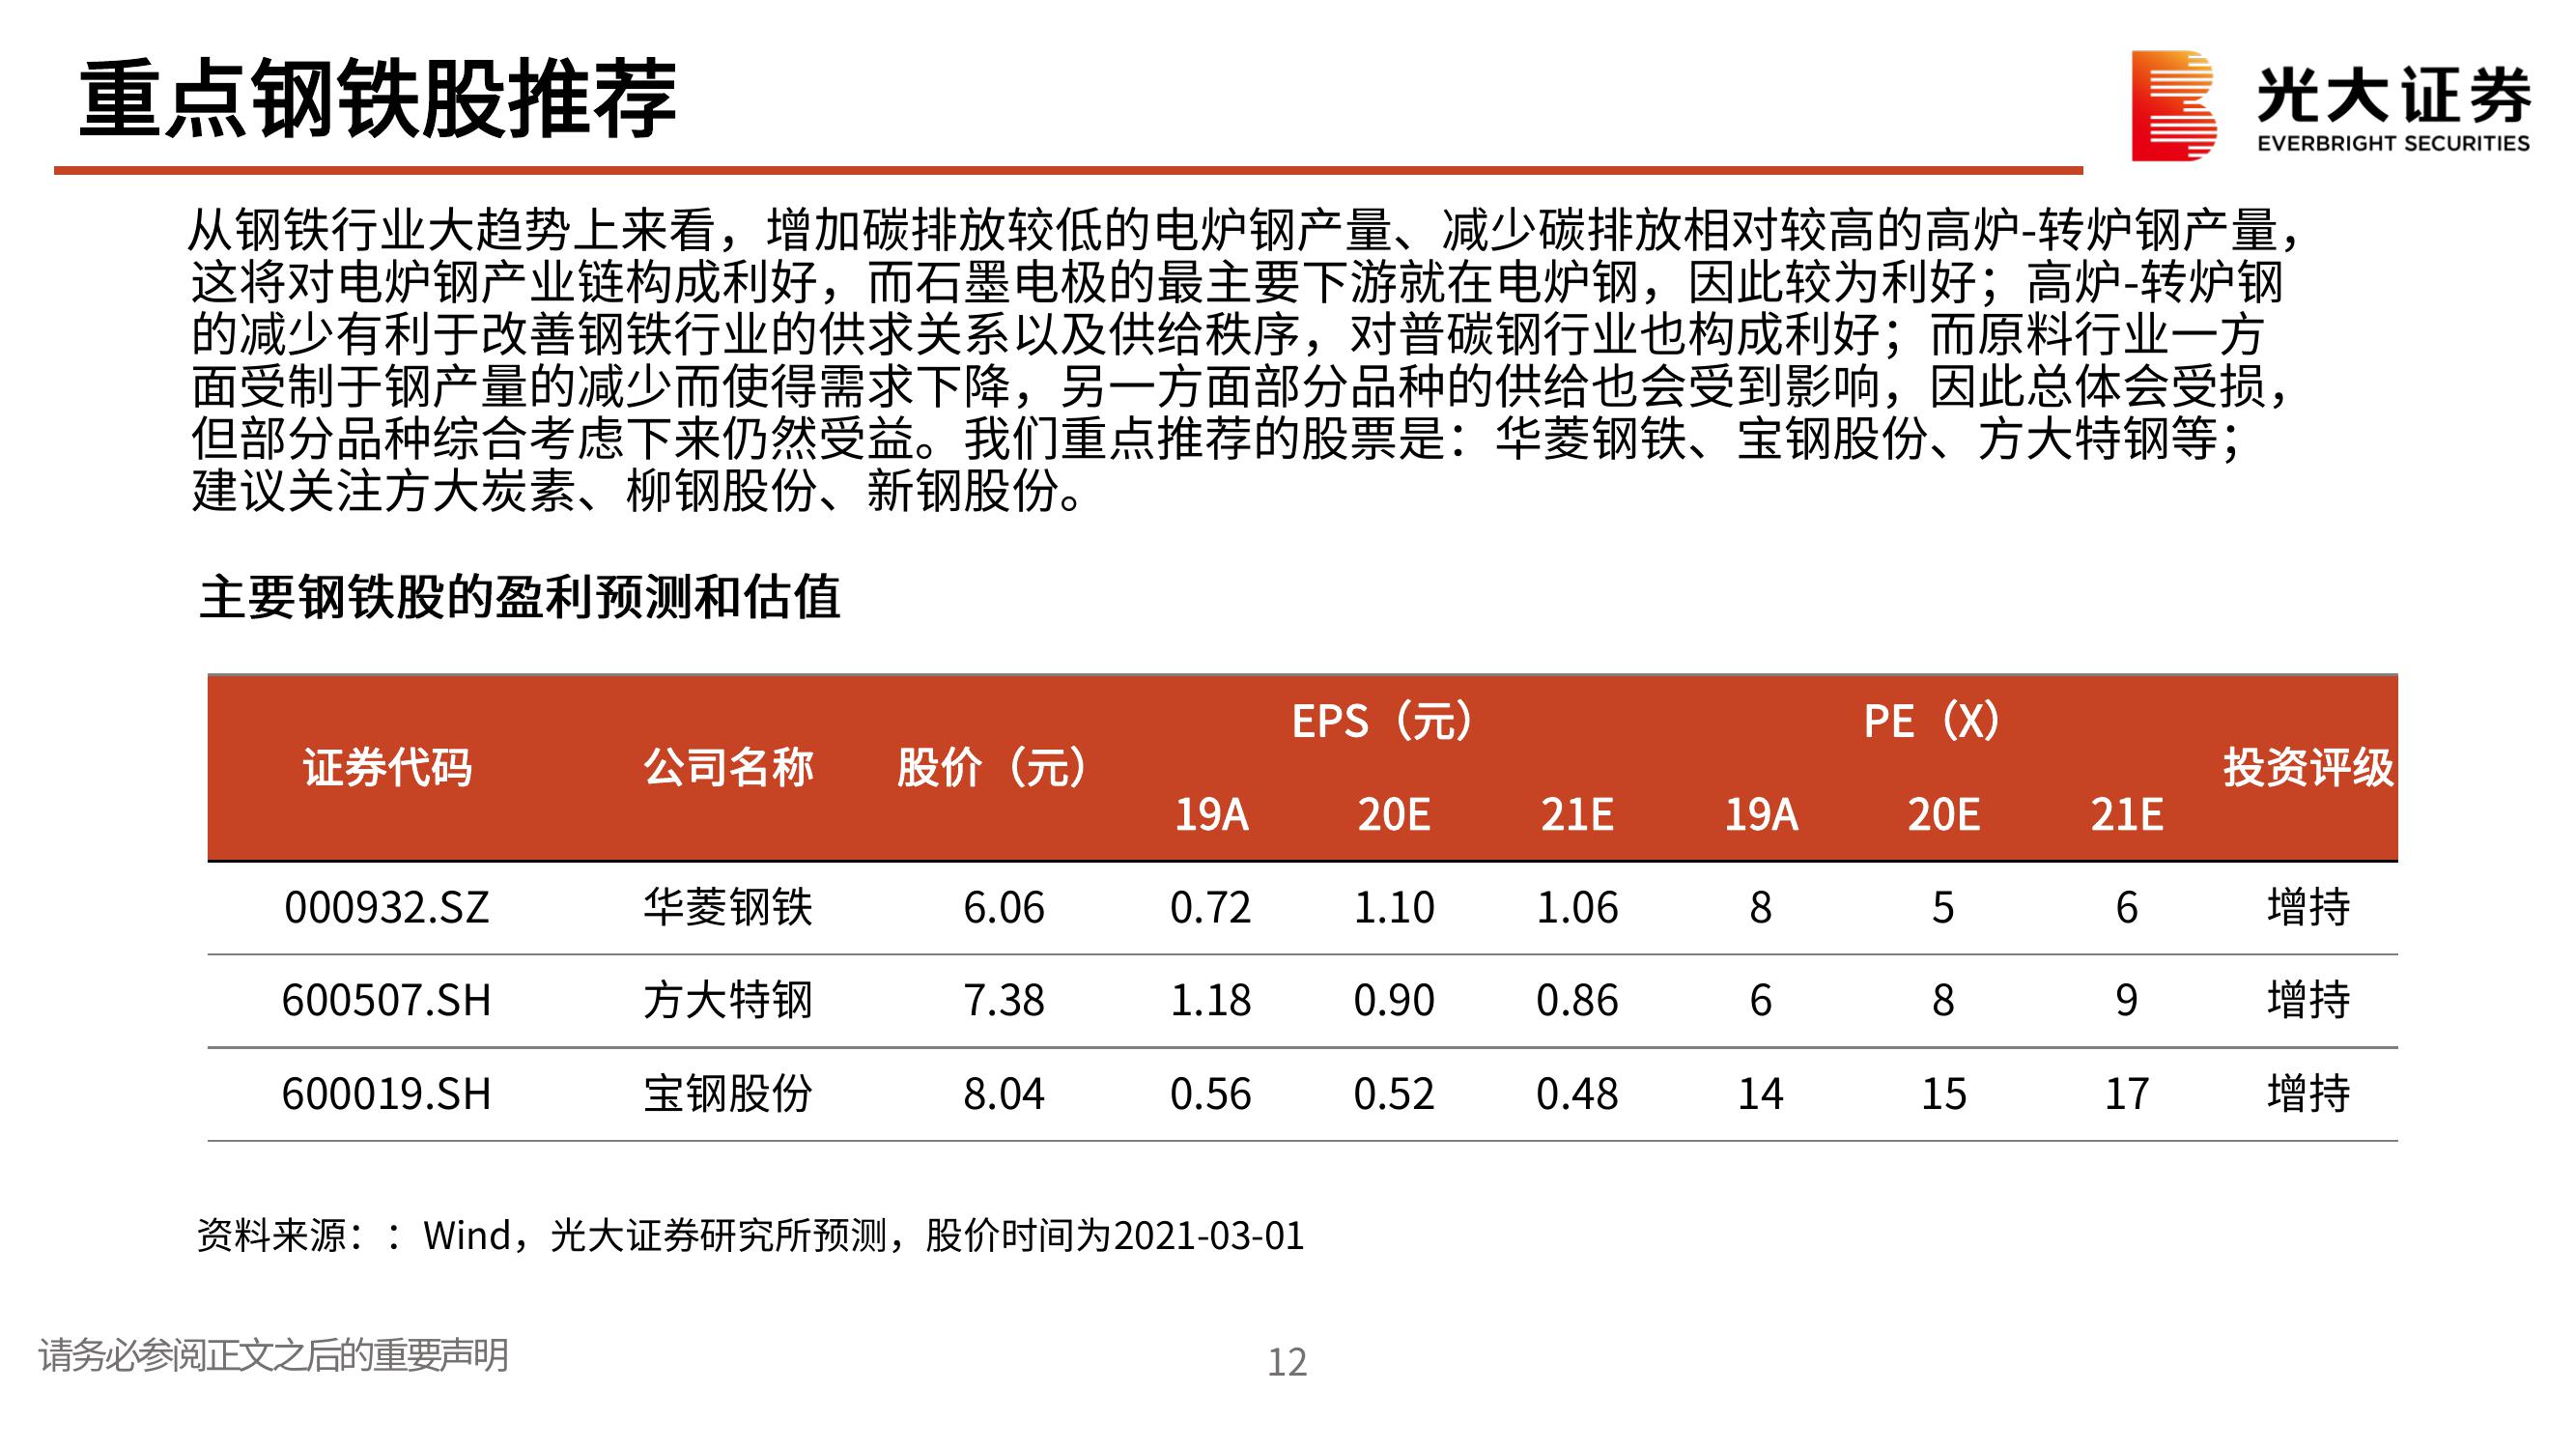 重点钢铁股推荐
光大证券
EVERBRIGHT SECURITIES
从钢铁行业大趋势上来看，增加碳排放较低的电炉钢产量、减少碳排放相对较高的高炉-转炉钢产量，
这将对电炉钢产业链构成利好，而石墨电极的最主要下游就在电炉钢，因此较为利好；高炉-转炉钢
的减少有利于改善钢铁行业的供求关系以及供给秩序，对普碳钢行业也构成利好；而原料行业一方
面受制于钢产量的减少而使得需求下降，另一方面部分品种的供给也会受到影响，因此总体会受损，
但部分品种综合考虑下来仍然受益。我们重点推荐的股票是：华菱钢铁、宝钢股份、方大特钢等；
建议关注方大炭素、柳钢股份、新钢股份。
主要钢铁股的盈利预测和估值
证券代码 公司名称 股价（元） EPS（元） PE（X） 投资评级
19A 20E 21E 19A 20E 21E
000932.SZ 华菱钢铁 6.06 0.72 1.10 1.06 8 5 6 增持
600507.SH 方大特钢 7.38 1.18 0.90 0.86 6 8 9 增持
600019.SH 宝钢股份 8.04 0.56 0.52 0.48 14 15 17 增持
资料来源：：Wind，光大证券研究所预测，股价时间为2021-03-01
请务必参阅正文之后的重要声明
12